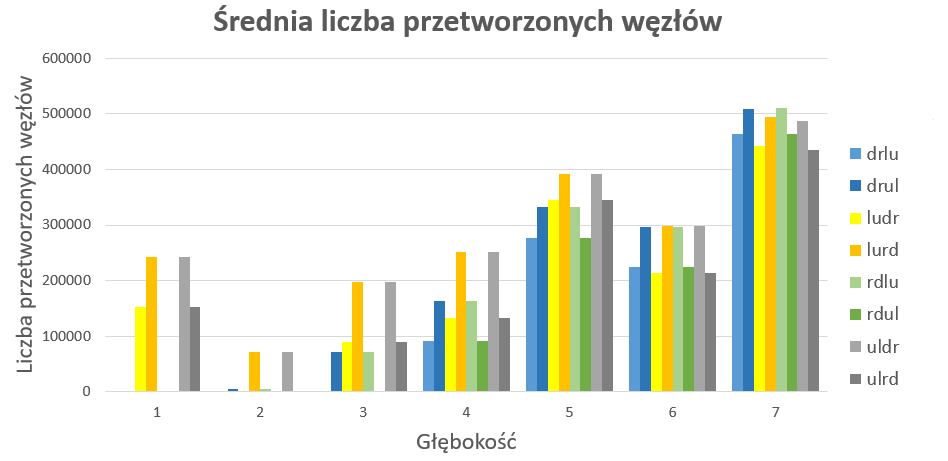 Średnia liczba przetworzonych węzłów
Liczba przetworzonych węzłów
600000
500000
400000
300000
200000
100000
0
1 2 3 4 5 6 7
Głębokość
drlu
drul
ludr
lurd
rdlu
rdul
uldr
ulrd